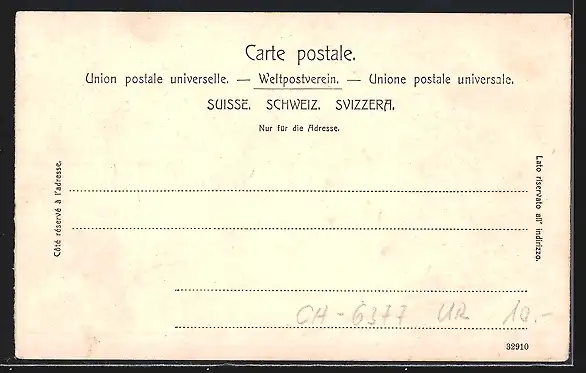 Carte postale.
Union postale universelle. — Weltpostverein. — Unione postale universale.
SUISSE. SCHWEIZ. SVIZZERA.
Nur für die Adresse.
Côté réservé à l'adresse.
Lato riservato all' indirizzo.
CH - 6377 UR 10.-
32910